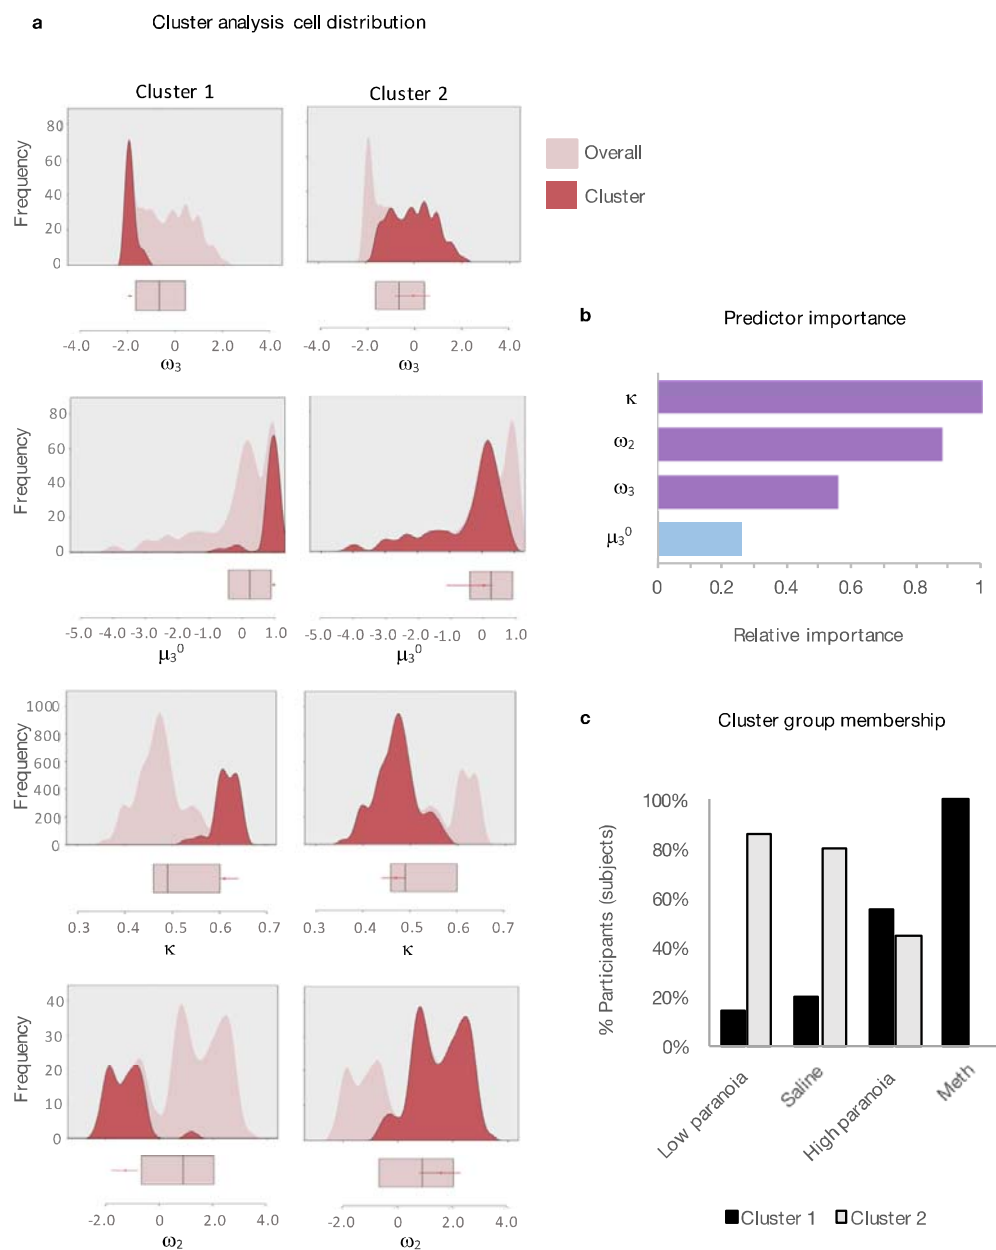 a
Cluster analysis cell distribution
Cluster 1
Cluster 2
Frequency
80
60
40
20
0
-4.0 -2.0 0 2.0 4.0
ω3
-4.0 -2.0 0 2.0 4.0
ω3
Overall
Cluster
Frequency
80
60
40
20
0
-5.0 -4.0 -3.0 -2.0 -1.0 0 1.0
μ3⁰
-5.0 -4.0 -3.0 -2.0 -1.0 0 1.0
μ3⁰
Frequency
1000
800
600
400
200
0
0.3 0.4 0.5 0.6 0.7
κ
0.3 0.4 0.5 0.6 0.7
κ
Frequency
40
30
20
10
0
-2.0 0 2.0 4.0
ω2
-2.0 0 2.0 4.0
ω2
b
Predictor importance
κ
ω2
ω3
μ3⁰
0 0.2 0.4 0.6 0.8 1
Relative importance
c
Cluster group membership
% Participants (subjects)
100%
80%
60%
40%
20%
0%
Low paranoia
Saline
High paranoia
Meth
Cluster 1 Cluster 2